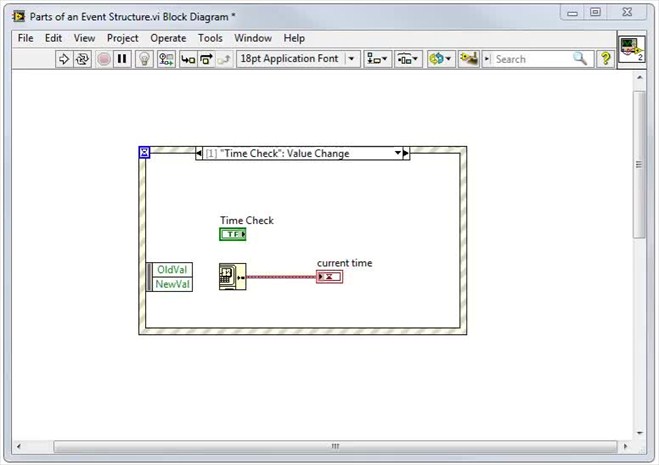 Parts of an Event Structure.vi Block Diagram *
File Edit View Project Operate Tools Window Help
18pt Application Font Search ? 2
[1] "Time Check": Value Change
Time Check
TF
current time
OldVal
NewVal